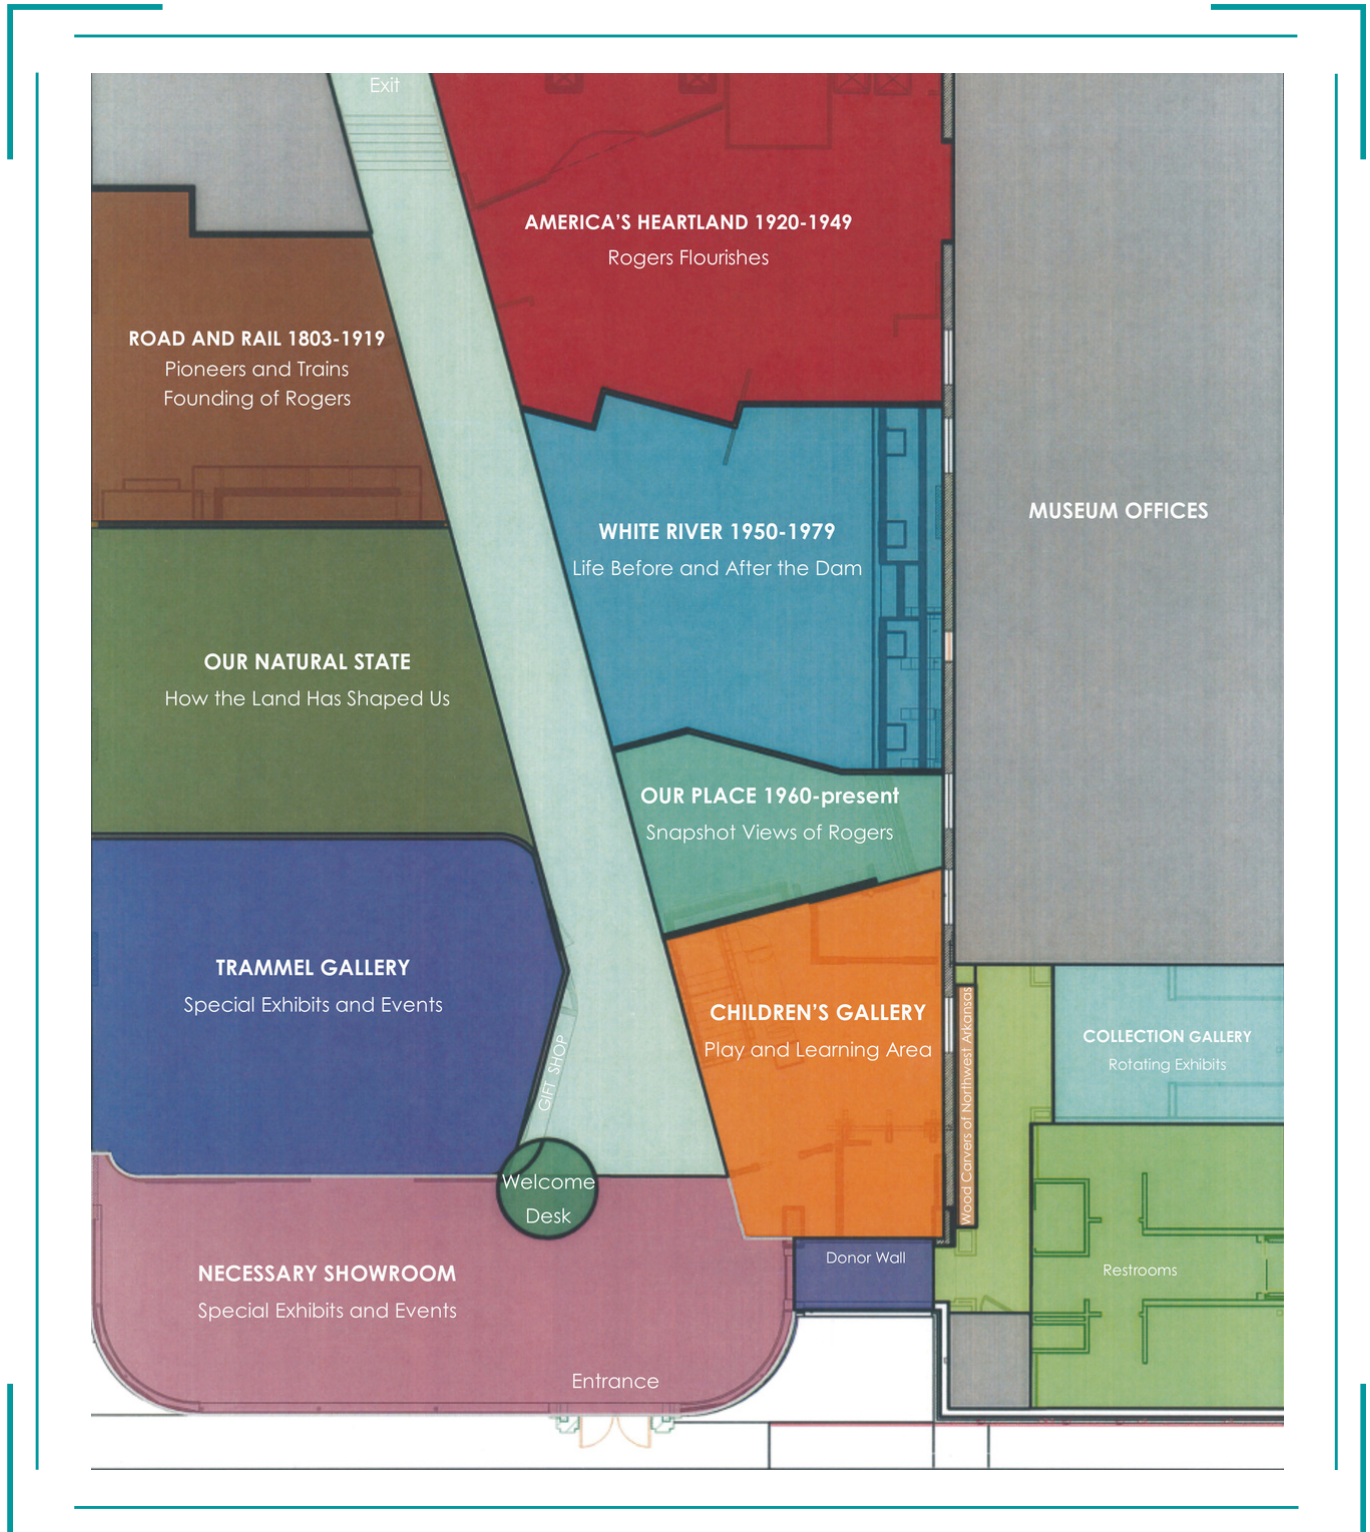 Exit
AMERICA'S HEARTLAND 1920-1949
Rogers Flourishes
ROAD AND RAIL 1803-1919
Pioneers and Trains
Founding of Rogers
MUSEUM OFFICES
WHITE RIVER 1950-1979
Life Before and After the Dam
OUR NATURAL STATE
How the Land Has Shaped Us
OUR PLACE 1960-present
Snapshot Views of Rogers
TRAMMEL GALLERY
Special Exhibits and Events
GIFT SHOP
CHILDREN'S GALLERY
Play and Learning Area
Wood Carvers of Northwest Arkansas
COLLECTION GALLERY
Rotating Exhibits
Welcome
Desk
Donor Wall
Restrooms
NECESSARY SHOWROOM
Special Exhibits and Events
Entrance